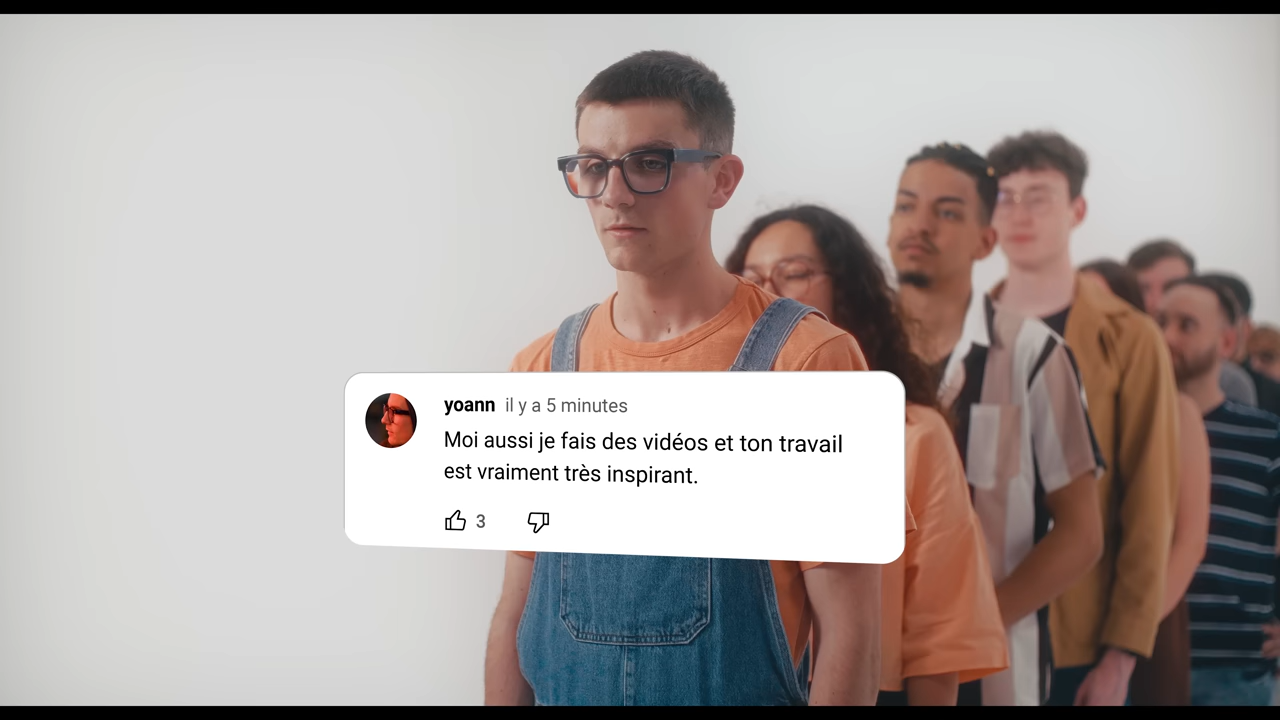 yoann il y a 5 minutes
Moi aussi je fais des vidéos et ton travail
est vraiment très inspirant.
3